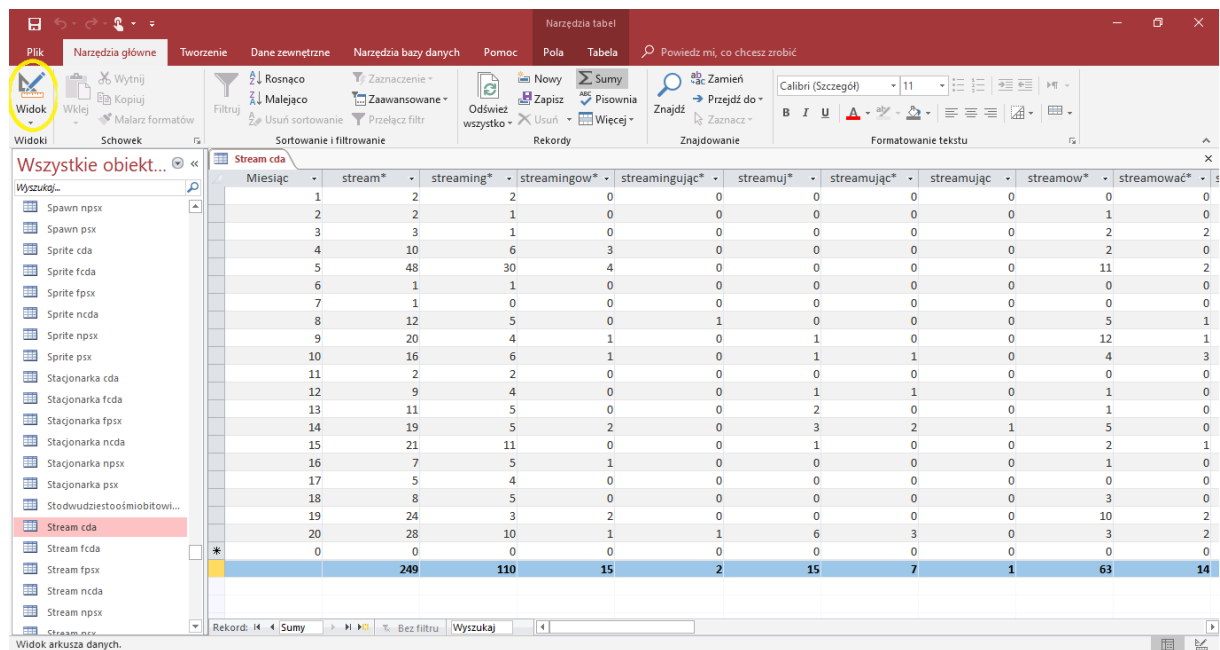 Narzędzia tabel
Plik Narzędzia główne Tworzenie Dane zewnętrzne Narzędzia bazy danych Pomoc Pola Tabela Powiedz mi, co chcesz zrobić
Widok Wklej Wytnij Kopiuj Malarz formatów
Filtruj Rosnąco Malejąco Usuń sortowanie Zaznaczenie Zaawansowane Przełącz filtr
Odśwież wszystko Nowy Zapisz Usuń Sumy Pisownia Więcej
Znajdź Zamień Przejdź do Zaznacz
Calibri (Szczegół) 11
B I U A
Widoki Schowek Sortowanie i filtrowanie Rekordy Znajdowanie Formatowanie tekstu
Wszystkie obiekt...
Wyszukaj...
Spawn npsx
Spawn psx
Sprite cda
Sprite fcda
Sprite fpsx
Sprite ncda
Sprite npsx
Sprite psx
Stacjonarka cda
Stacjonarka fcda
Stacjonarka fpsx
Stacjonarka ncda
Stacjonarka npsx
Stacjonarka psx
Stodwudziestoośmiobitowi...
Stream cda
Stream fcda
Stream fpsx
Stream ncda
Stream npsx
Stream psx
Stream cda
Miesiąc stream* streaming* streamingow* streamingując* streamuj* streamując* streamując streamow* streamować* s
1 2 2 0 0 0 0 0 0 0
2 2 1 0 0 0 0 0 1 0
3 3 1 0 0 0 0 0 2 2
4 10 6 3 0 0 0 0 2 0
5 48 30 4 0 0 0 0 11 2
6 1 1 0 0 0 0 0 0 0
7 1 0 0 0 0 0 0 0 0
8 12 5 0 1 0 0 0 5 1
9 20 4 1 0 1 0 0 12 1
10 16 6 1 0 1 1 0 4 3
11 2 2 0 0 0 0 0 0 0
12 9 4 0 0 1 1 0 1 0
13 11 5 0 0 2 0 0 1 0
14 19 5 2 0 3 2 1 5 0
15 21 11 0 0 1 0 0 2 1
16 7 5 1 0 0 0 0 1 0
17 5 4 0 0 0 0 0 0 0
18 8 5 0 0 0 0 0 3 0
19 24 3 2 0 0 0 0 10 2
20 28 10 1 1 6 3 0 3 2
* 0 0 0 0 0 0 0 0 0 0
249 110 15 2 15 7 1 63 14
Rekord: Sumy Bez filtru Wyszukaj
Widok arkusza danych.